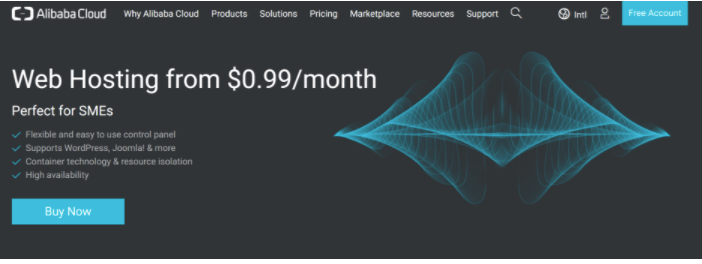 Alibaba Cloud Why Alibaba Cloud Products Solutions Pricing Marketplace Resources Support Intl Free Account
Web Hosting from $0.99/month
Perfect for SMEs
Flexible and easy to use control panel
Supports WordPress, Joomla! & more
Container technology & resource isolation
High availability
Buy Now